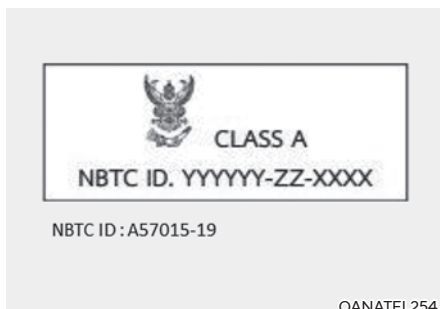 CLASS A
NBTC ID. YYYYYY-ZZ-XXXX
NBTC ID : A57015-19
OANATEL254